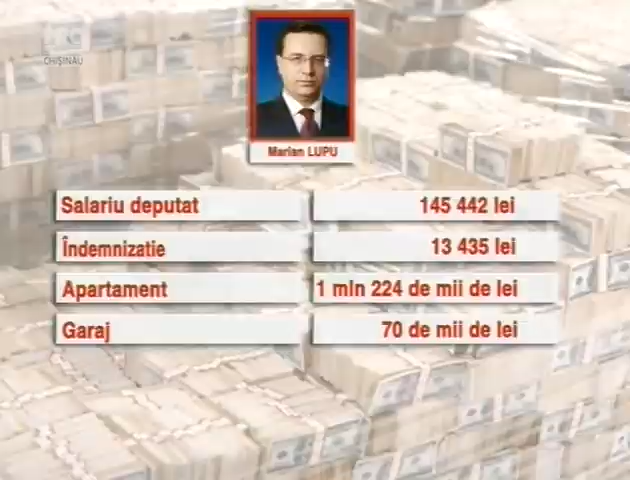 CHIȘINĂU
Marian LUPU
Salariu deputat 145 442 lei
Îndemnizatie 13 435 lei
Apartament 1 mln 224 de mii de lei
Garaj 70 de mii de lei